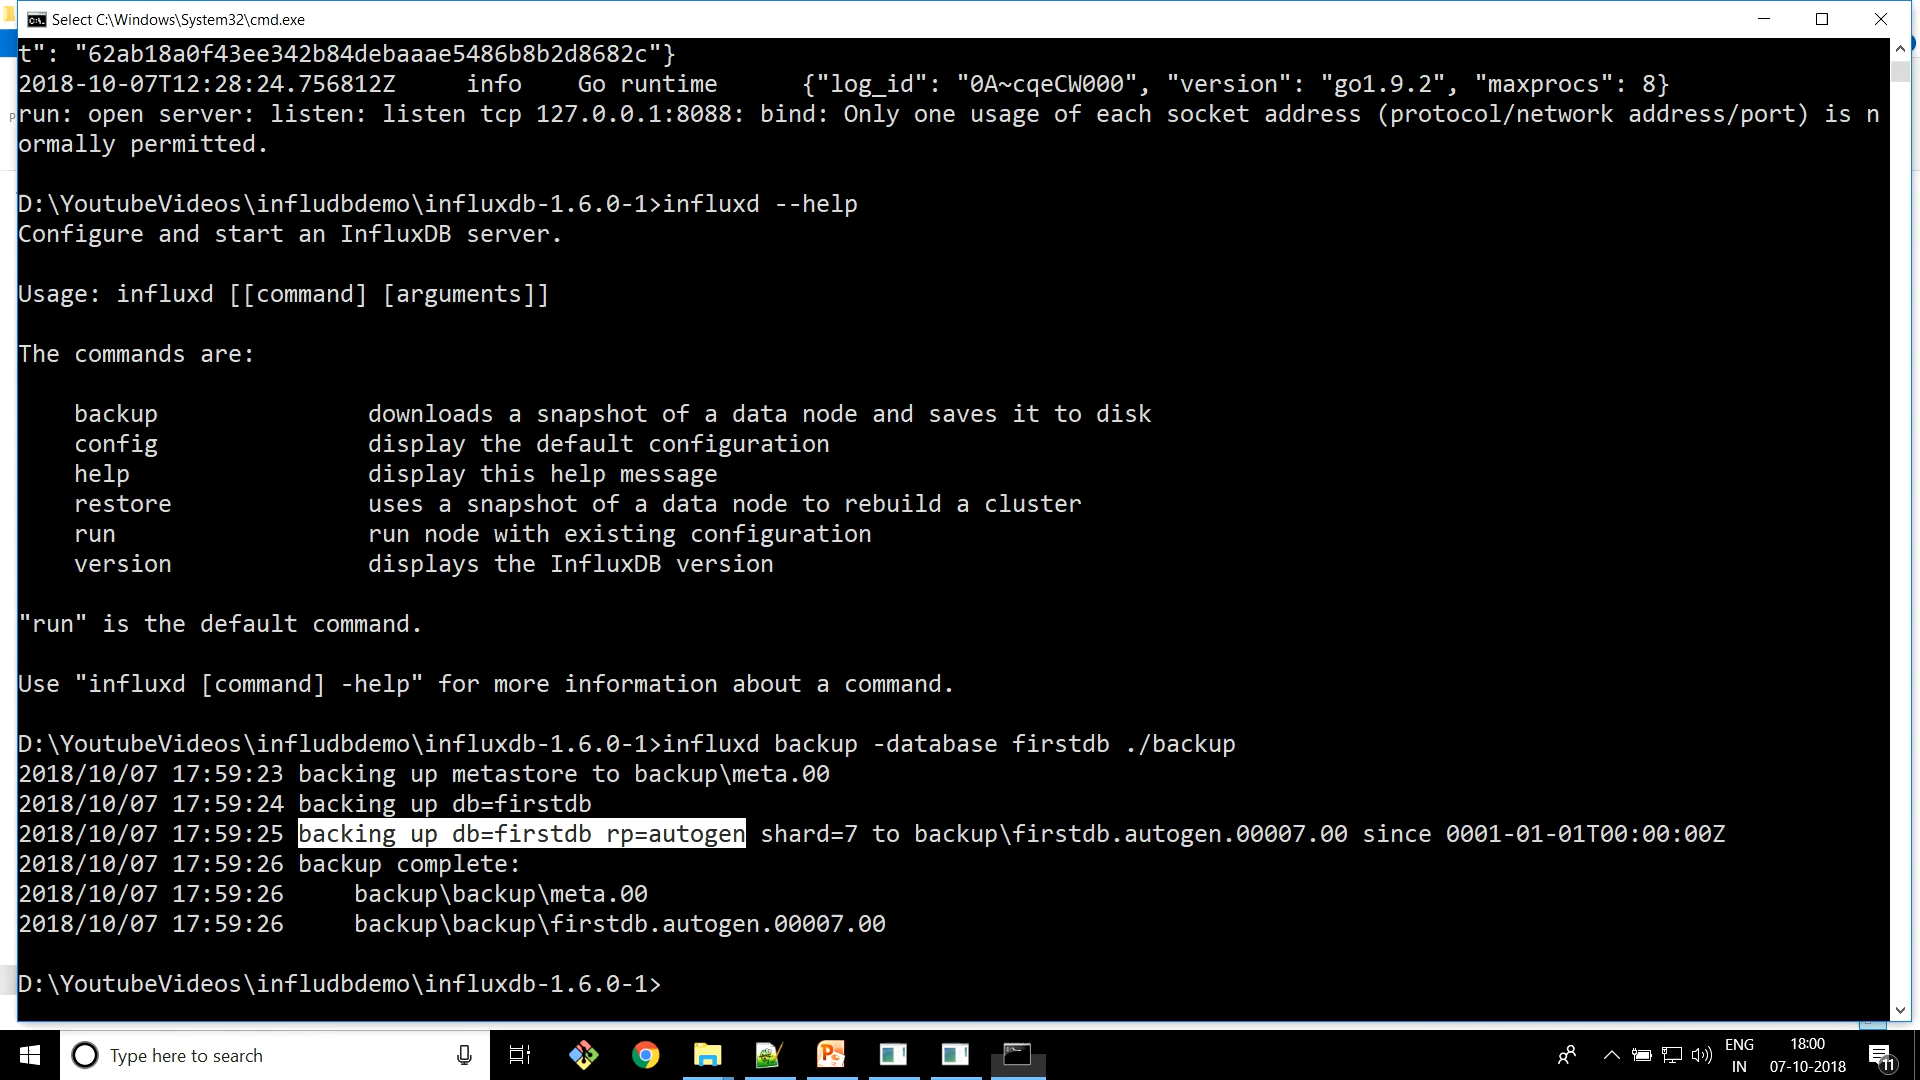 Select C:\Windows\System32\cmd.exe
t": "62ab18a0f43ee342b84debaaae5486b8b2d8682c"}
2018-10-07T12:28:24.756812Z     info    Go runtime      {"log_id": "0A~cqeCW000", "version": "go1.9.2", "maxprocs": 8}
run: open server: listen: listen tcp 127.0.0.1:8088: bind: Only one usage of each socket address (protocol/network address/port) is n
ormally permitted.
D:\YoutubeVideos\infludbdemo\influxdb-1.6.0-1>influxd --help
Configure and start an InfluxDB server.
Usage: influxd [[command] [arguments]]
The commands are:
backup               downloads a snapshot of a data node and saves it to disk
config               display the default configuration
help                 display this help message
restore              uses a snapshot of a data node to rebuild a cluster
run                  run node with existing configuration
version              displays the InfluxDB version
"run" is the default command.
Use "influxd [command] -help" for more information about a command.
D:\YoutubeVideos\infludbdemo\influxdb-1.6.0-1>influxd backup -database firstdb ./backup
2018/10/07 17:59:23 backing up metastore to backup\meta.00
2018/10/07 17:59:24 backing up db=firstdb
2018/10/07 17:59:25 backing up db=firstdb rp=autogen shard=7 to backup\firstdb.autogen.00007.00 since 0001-01-01T00:00:00Z
2018/10/07 17:59:26 backup complete:
2018/10/07 17:59:26     backup\backup\meta.00
2018/10/07 17:59:26     backup\backup\firstdb.autogen.00007.00
D:\YoutubeVideos\infludbdemo\influxdb-1.6.0-1>
Type here to search
ENG
IN
18:00
07-10-2018
11